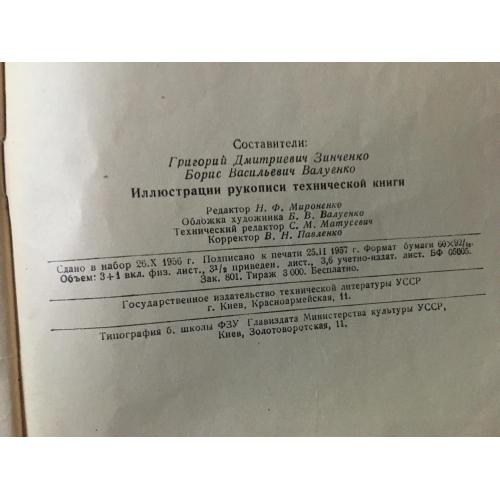 Составители:
Григорий Дмитриевич Зинченко
Борис Васильевич Валуенко
Иллюстрации рукописи технической книги
Редактор Н. Ф. Мироненко
Обложка художника Б. В. Валуенко
Технический редактор С. М. Матусевич
Корректор В. Н. Павленко
Сдано в набор 26.X 1956 г. Подписано к печати 25.II 1957 г. Формат бумаги 60×92/16.
Объем: 3+1 вкл. физ. лист., 3½ приведен. лист., 3,6 учетно-издат. лист. БФ 05005.
Зак. 801. Тираж 3 000. Бесплатно.
Государственное издательство технической литературы УССР
г. Киев, Красноармейская, 11.
Типография 6. школы ФЗУ Главиздата Министерства культуры УССР,
Киев, Золотоворотская, 11.